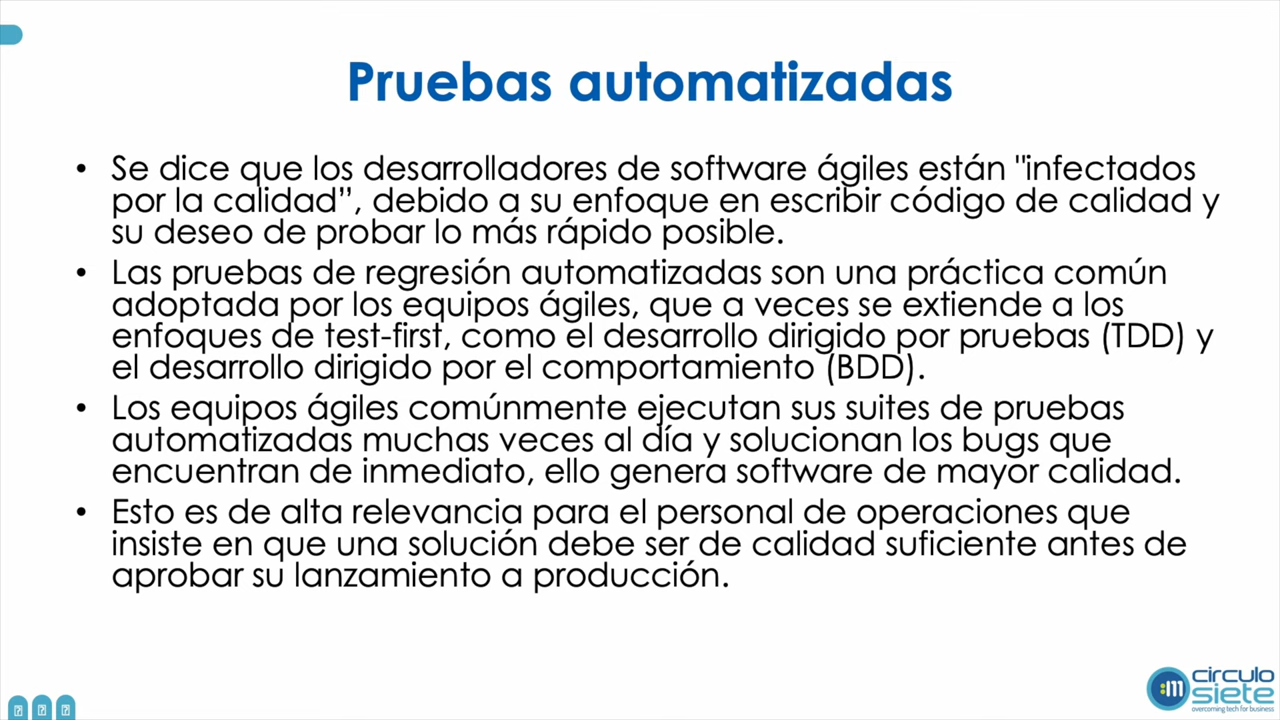 Pruebas automatizadas
• Se dice que los desarrolladores de software ágiles están "infectados
por la calidad”, debido a su enfoque en escribir código de calidad y
su deseo de probar lo más rápido posible.
• Las pruebas de regresión automatizadas son una práctica común
adoptada por los equipos ágiles, que a veces se extiende a los
enfoques de test-first, como el desarrollo dirigido por pruebas (TDD) y
el desarrollo dirigido por el comportamiento (BDD).
• Los equipos ágiles comúnmente ejecutan sus suites de pruebas
automatizadas muchas veces al día y solucionan los bugs que
encuentran de inmediato, ello genera software de mayor calidad.
• Esto es de alta relevancia para el personal de operaciones que
insiste en que una solución debe ser de calidad suficiente antes de
aprobar su lanzamiento a producción.
:m
circulo
siete
overcoming tech for business